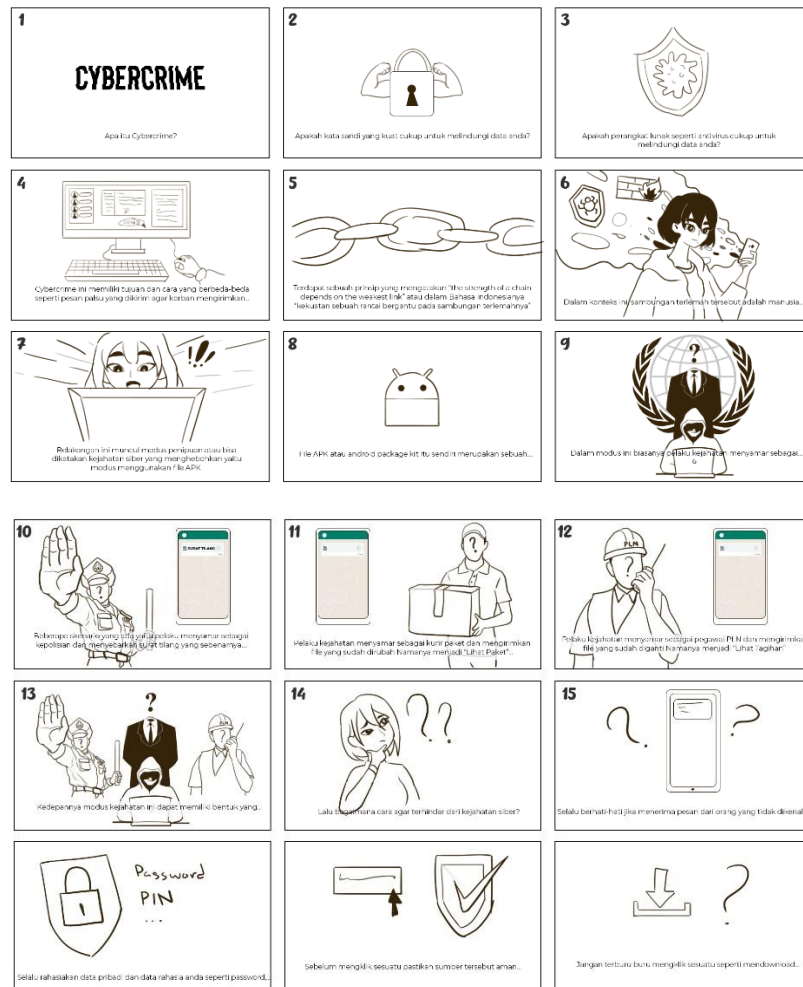 1
CYBERCRIME
Apa itu Cybercrime?
2
Apakah kata sandi yang kuat cukup untuk melindungi data anda?
3
Apakah perangkat lunak seperti antivirus cukup untuk
melindungi data anda?
4
Cybercrime ini memiliki tujuan dan cara yang berbeda-beda
seperti pesan palsu yang dikirim agar korban mengirimkan...
5
Terdapat sebuah prinsip yang mengatakan "the strength of a chain
depends on the weakest link" atau dalam Bahasa Indonesianya
"kekuatan sebuah rantai bergantu pada sambungan terlemahnya"
6
Dalam konteks ini sambungan terlemah tersebut adalah manusia...
7
Belakangan ini muncul modus penipuan atau bisa
dikatakan kejahatan siber yang menghebohkan yaitu
modus menggunakan file APK
8
File APK atau android package kit itu sendiri merupakan sebuah...
9
?
Dalam modus ini biasanya pelaku kejahatan menyamar sebagai...
10
?
SURAT TILANG
Beberapa skenario yang ada yaitu pelaku menyamar sebagai
kepolisian dan menyebarkan surat tilang yang sebenarnya...
11
?
Pelaku kejahatan menyamar sebagai kurir paket dan mengirimkan
file yang sudah dirubah Namanya menjadi "Lihat Paket"...
12
PLN
?
Pelaku kejahatan menyamar sebagai pegawai PLN dan mengirimka
file yang sudah diganti Namanya menjadi "Lihat Tagihan"
13
?
Kedepannya modus kejahatan ini dapat memiliki bentuk yang...
14
??
Lalu bagaimana cara agar terhindar dari kejahatan siber?
15
? ?
Selalu berhati-hati jika menerima pesan dari orang yang tidak dikenal
Password
PIN
...
Selalu rahasiakan data pribadi dan data rahasia anda seperti password,...
Sebelum mengklik sesuatu pastikan sumber tersebut aman...
?
Jangan terburu buru mengklik sesuatu seperti mendownload...